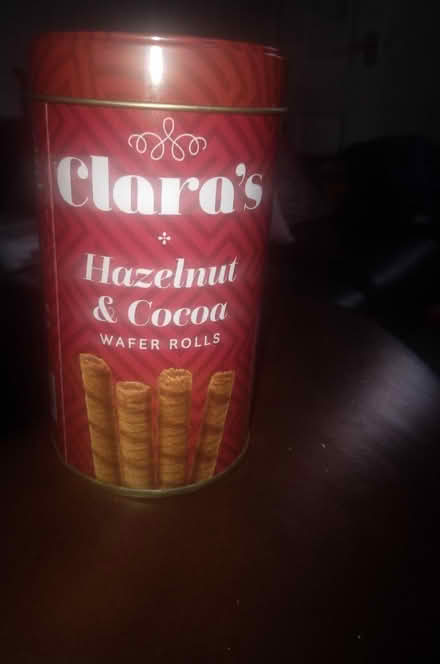 Clara's
Hazelnut
& Cocoa
WAFER ROLLS